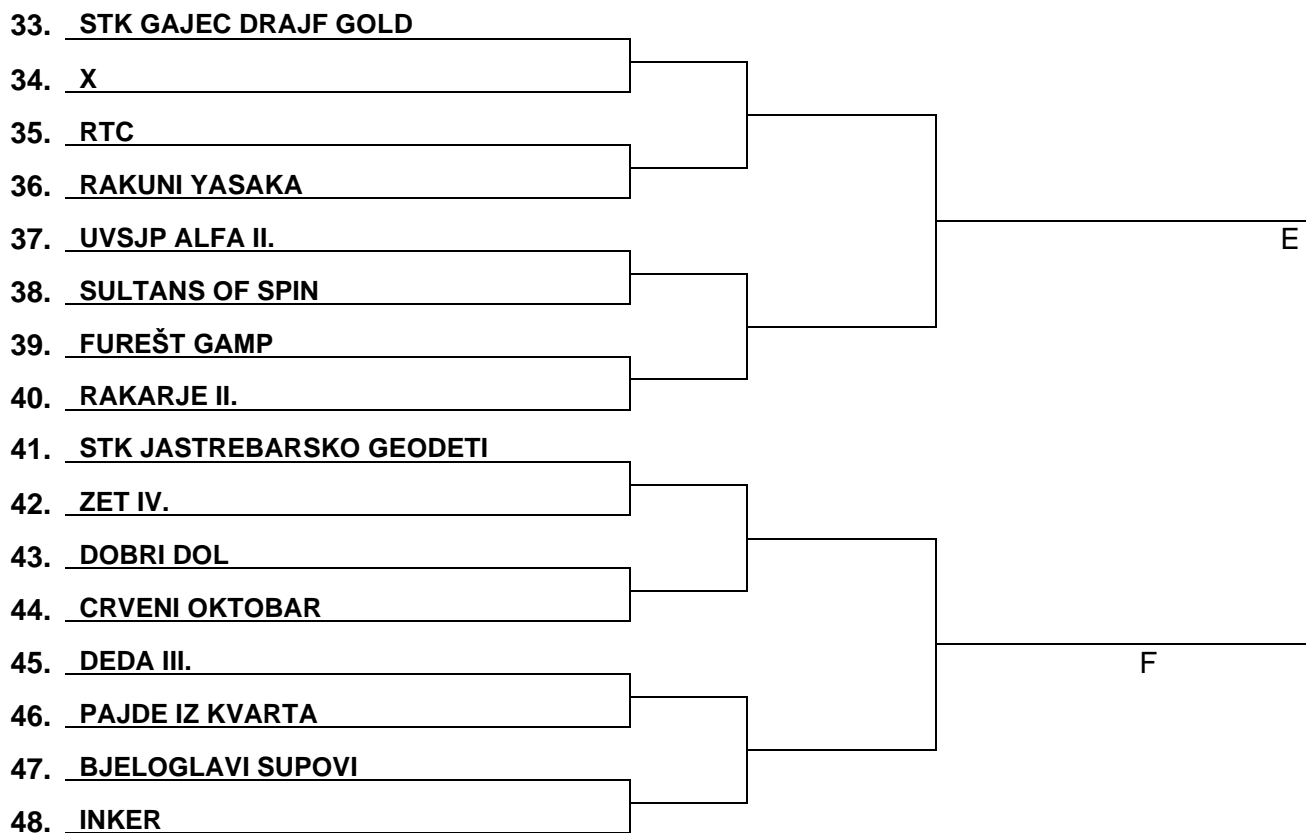 33. STK GAJEC DRAJF GOLD
34. X
35. RTC
36. RAKUNI YASAKA
37. UVSJP ALFA II.
E
38. SULTANS OF SPIN
39. FUREŠT GAMP
40. RAKARJE II.
41. STK JASTREBARSKO GEODETI
42. ZET IV.
43. DOBRI DOL
44. CRVENI OKTOBAR
45. DEDA III.
F
46. PAJDE IZ KVARTA
47. BJELOGLAVI SUPOVI
48. INKER